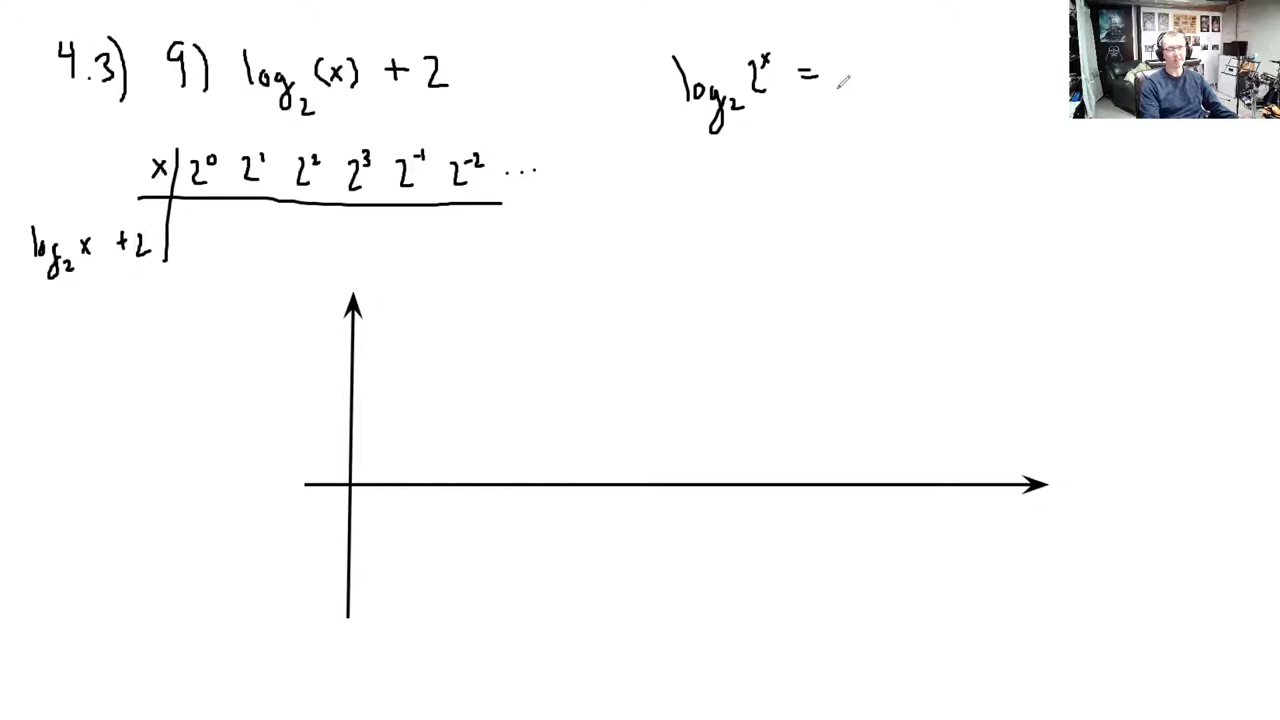 4.3) 9) log₂(x) + 2
log₂ 2ˣ =
x | 2⁰ 2¹ 2² 2³ 2⁻¹ 2⁻² ...
log₂ x + 2